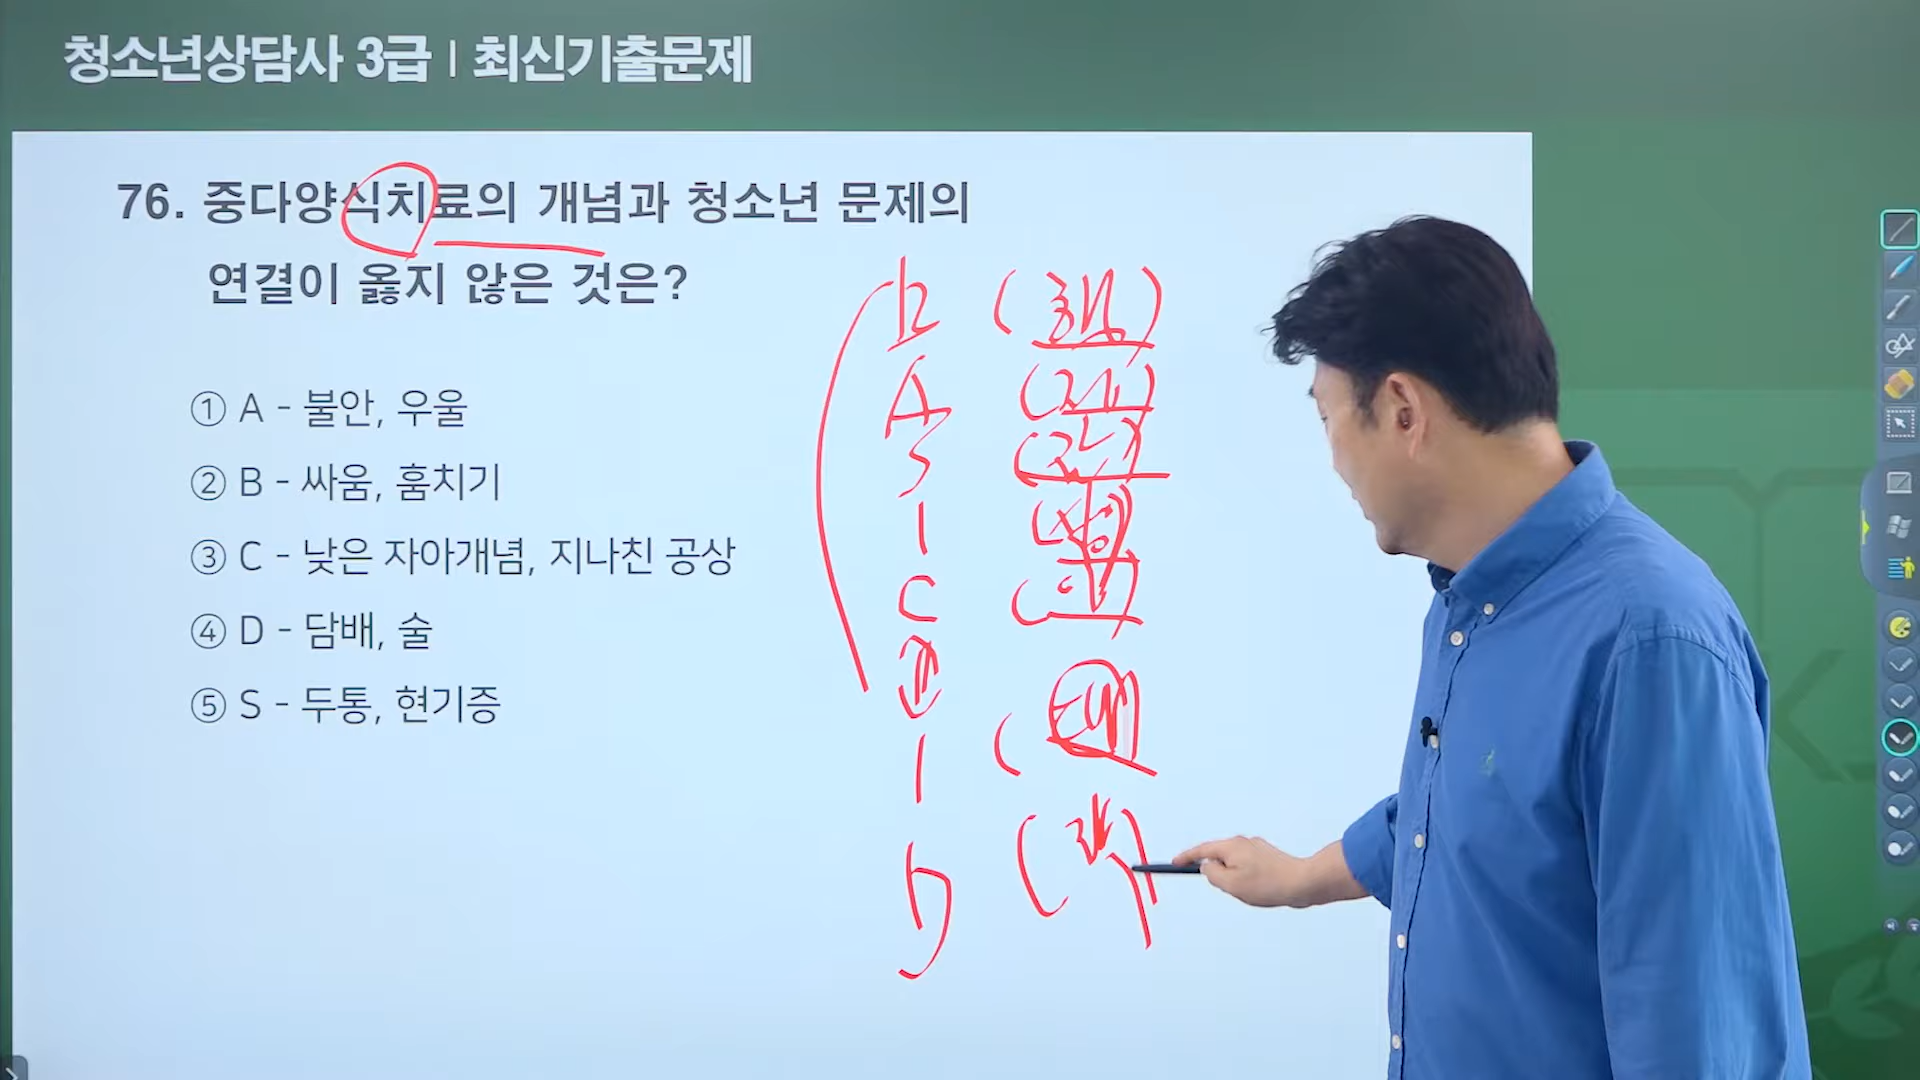 청소년상담사 3급 | 최신기출문제
76. 중다양식치료의 개념과 청소년 문제의
연결이 옳지 않은 것은?
① A - 불안, 우울
② B - 싸움, 훔치기
③ C - 낮은 자아개념, 지나친 공상
④ D - 담배, 술
⑤ S - 두통, 현기증
A
S
I
C
I